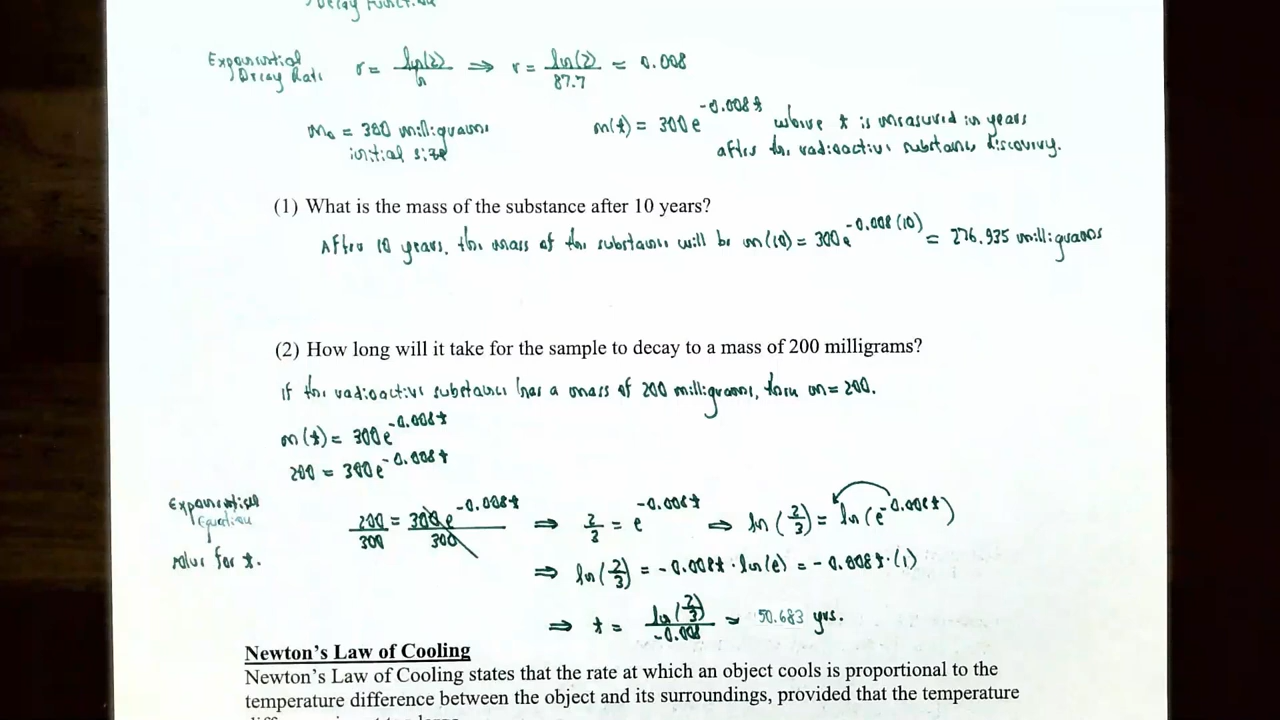 Decay Function
Exponential Decay Rate r = ln(2)/h ⇒ r = ln(2)/87.7 ≈ 0.008
m₀ = 300 milligrams initial size
m(t) = 300e^-0.008t where t is measured in years
after the radioactive substance discovery.
(1) What is the mass of the substance after 10 years?
After 10 years, the mass of the substance will be m(10) = 300e^-0.008(10) = 276.935 milligrams
(2) How long will it take for the sample to decay to a mass of 200 milligrams?
If the radioactive substance has a mass of 200 milligrams, then m = 200.
m(t) = 300e^-0.008t
200 = 300e^-0.008t
Exponential Equation solve for t.
200/300 = 300e^-0.008t/300 ⇒ 2/3 = e^-0.008t ⇒ ln(2/3) = ln(e^-0.008t)
⇒ ln(2/3) = -0.008t·ln(e) = -0.008t·(1)
⇒ t = ln(2/3)/-0.008 ≈ 50.683 yrs.
Newton's Law of Cooling
Newton's Law of Cooling states that the rate at which an object cools is proportional to the
temperature difference between the object and its surroundings, provided that the temperature